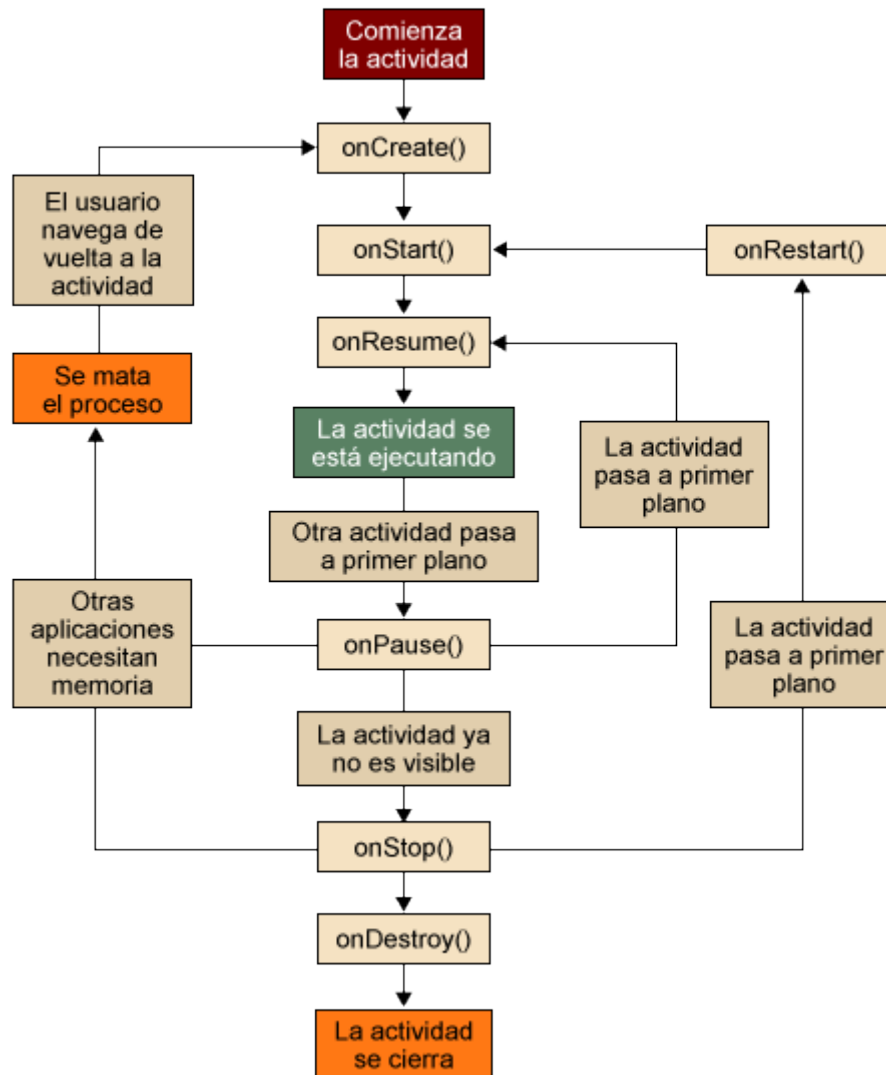 Comienza
la actividad
onCreate()
El usuario
navega de
vuelta a la
actividad
onStart()
onRestart()
onResume()
Se mata
el proceso
La actividad se
está ejecutando
La actividad
pasa a primer
plano
Otra actividad pasa
a primer plano
Otras
aplicaciones
necesitan
memoria
onPause()
La actividad
pasa a primer
plano
La actividad ya
no es visible
onStop()
onDestroy()
La actividad
se cierra